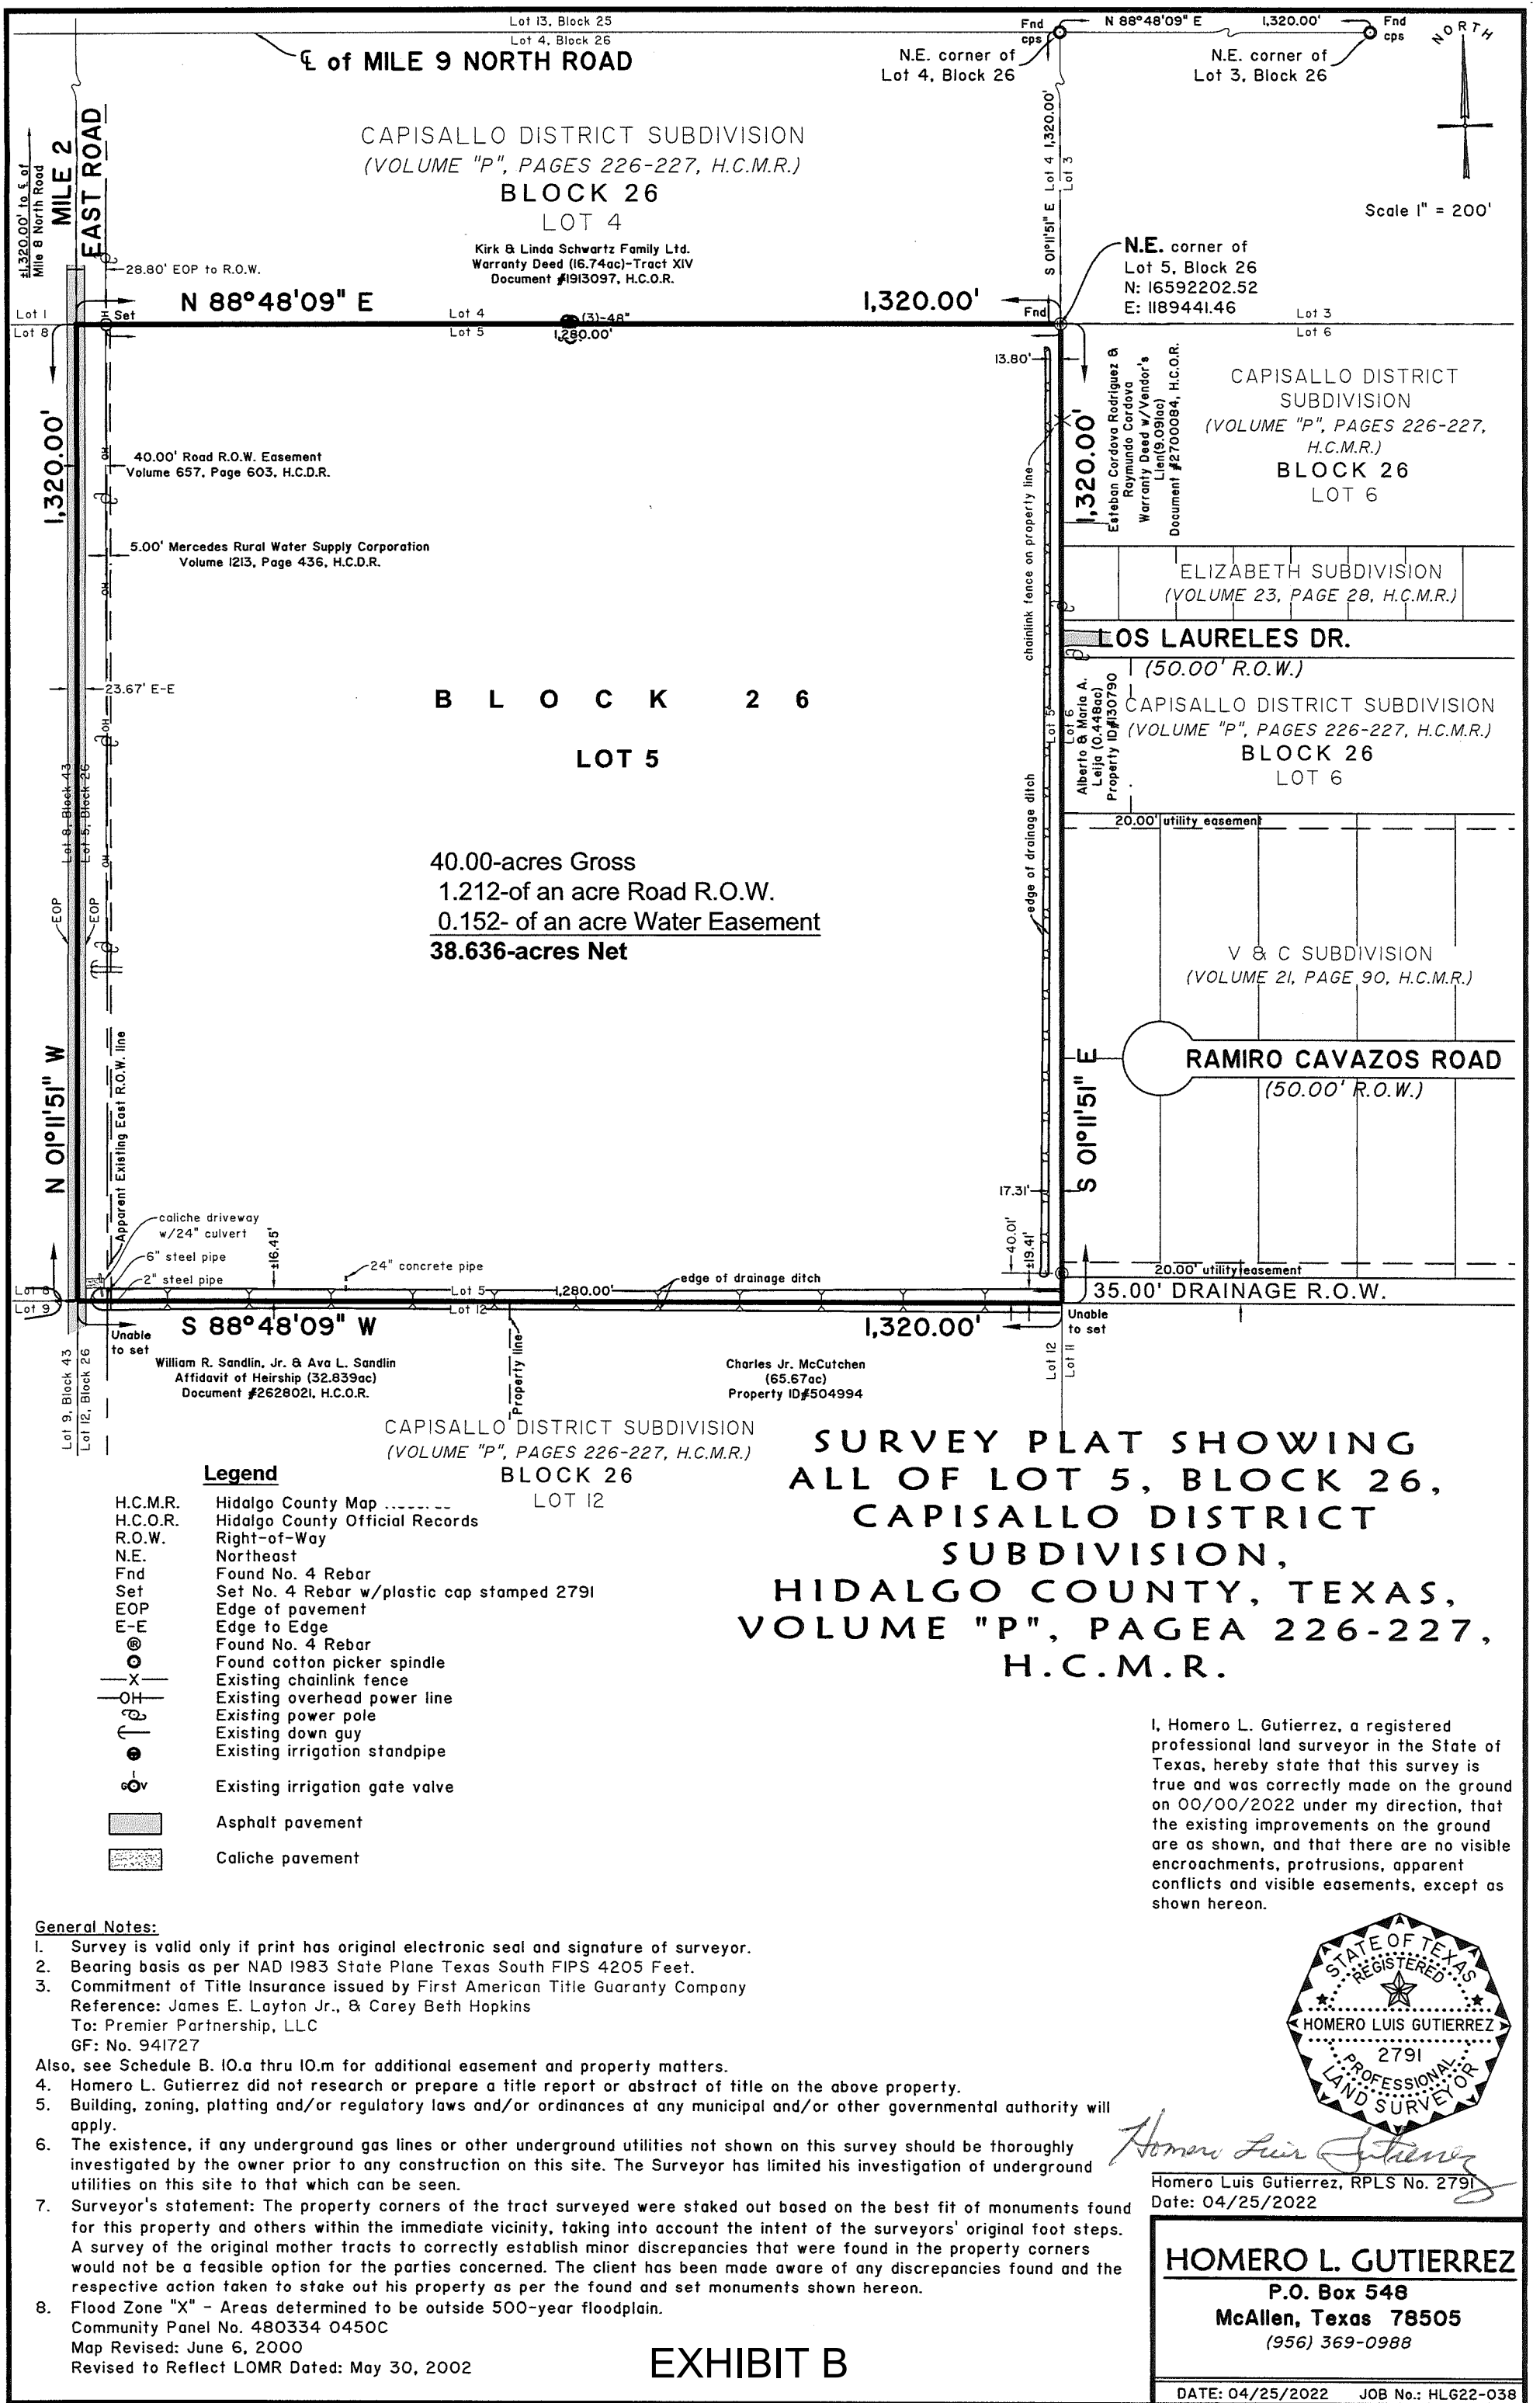 Lot 13, Block 25
Lot 4, Block 26
℄ of MILE 9 NORTH ROAD
Fnd
cps
N 88°48'09" E
1,320.00'
Fnd
cps
N.E. corner of
Lot 4, Block 26
N.E. corner of
Lot 3, Block 26
NORTH
Scale 1" = 200'
±1,320.00' to ℄ of
Mile 8 North Road
MILE 2
EAST ROAD
CAPISALLO DISTRICT SUBDIVISION
(VOLUME "P", PAGES 226-227, H.C.M.R.)
BLOCK 26
LOT 4
Kirk & Linda Schwartz Family Ltd.
Warranty Deed (16.74ac)-Tract XIV
Document #1913097, H.C.O.R.
S 01°11'51" E 1,320.00'
Lot 4
Lot 3
N.E. corner of
Lot 5, Block 26
N: 16592202.52
E: 1189441.46
28.80' EOP to R.O.W.
N 88°48'09" E
1,320.00'
Lot 1
Lot 8
Set
Lot 4
Lot 5
(3)-48"
1,280.00'
Fnd
Lot 3
Lot 6
13.80'
1,320.00'
40.00' Road R.O.W. Easement
Volume 657, Page 603, H.C.D.R.
5.00' Mercedes Rural Water Supply Corporation
Volume 1213, Page 436, H.C.D.R.
OH
OH
OH
OH
OH
OH
chainlink fence on property line
1,320.00'
Esteban Cordova Rodriguez &
Raymundo Cordova
Warranty Deed w/Vendor's
Lien(9.091ac)
Document #2700084, H.C.O.R.
CAPISALLO DISTRICT
SUBDIVISION
(VOLUME "P", PAGES 226-227,
H.C.M.R.)
BLOCK 26
LOT 6
ELIZABETH SUBDIVISION
(VOLUME 23, PAGE 28, H.C.M.R.)
LOS LAURELES DR.
(50.00' R.O.W.)
23.67' E-E
BLOCK 26
LOT 5
Lot 5
Lot 6
Alberto & Maria A.
Leija (0.448ac)
Property ID#130790
CAPISALLO DISTRICT SUBDIVISION
(VOLUME "P", PAGES 226-227, H.C.M.R.)
BLOCK 26
LOT 6
Lot 8, Block 43
Lot 5, Block 26
edge of drainage ditch
20.00' utility easement
40.00-acres Gross
1.212-of an acre Road R.O.W.
0.152- of an acre Water Easement
38.636-acres Net
EOP
EOP
V & C SUBDIVISION
(VOLUME 21, PAGE 90, H.C.M.R.)
RAMIRO CAVAZOS ROAD
(50.00' R.O.W.)
N 01°11'51" W
Apparent Existing East R.O.W. line
S 01°11'51" E
17.31'
40.01'
±19.41'
caliche driveway
w/24" culvert
6" steel pipe
2" steel pipe
±16.45'
24" concrete pipe
edge of drainage ditch
20.00' utility easement
35.00' DRAINAGE R.O.W.
Lot 8
Lot 9
Lot 5
Lot 12
1,280.00'
Unable
to set
S 88°48'09" W
1,320.00'
Unable
to set
William R. Sandlin, Jr. & Ava L. Sandlin
Affidavit of Heirship (32.839ac)
Document #2628021, H.C.O.R.
Property line
Charles Jr. McCutchen
(65.67ac)
Property ID#504994
Lot 12
Lot 11
Lot 9, Block 43
Lot 12, Block 26
CAPISALLO DISTRICT SUBDIVISION
(VOLUME "P", PAGES 226-227, H.C.M.R.)
BLOCK 26
LOT 12
SURVEY PLAT SHOWING
ALL OF LOT 5, BLOCK 26,
CAPISALLO DISTRICT
SUBDIVISION,
HIDALGO COUNTY, TEXAS,
VOLUME "P", PAGEA 226-227,
H.C.M.R.
Legend
H.C.M.R. Hidalgo County Map
H.C.O.R. Hidalgo County Official Records
R.O.W. Right-of-Way
N.E. Northeast
Fnd Found No. 4 Rebar
Set Set No. 4 Rebar w/plastic cap stamped 2791
EOP Edge of pavement
E-E Edge to Edge
Ⓡ Found No. 4 Rebar
Found cotton picker spindle
X Existing chainlink fence
OH Existing overhead power line
Existing power pole
Existing down guy
Existing irrigation standpipe
I
G V Existing irrigation gate valve
Asphalt pavement
Caliche pavement
I, Homero L. Gutierrez, a registered
professional land surveyor in the State of
Texas, hereby state that this survey is
true and was correctly made on the ground
on 00/00/2022 under my direction, that
the existing improvements on the ground
are as shown, and that there are no visible
encroachments, protrusions, apparent
conflicts and visible easements, except as
shown hereon.
General Notes:
1. Survey is valid only if print has original electronic seal and signature of surveyor.
2. Bearing basis as per NAD 1983 State Plane Texas South FIPS 4205 Feet.
3. Commitment of Title Insurance issued by First American Title Guaranty Company
Reference: James E. Layton Jr., & Carey Beth Hopkins
To: Premier Partnership, LLC
GF: No. 941727
Also, see Schedule B. 10.a thru 10.m for additional easement and property matters.
4. Homero L. Gutierrez did not research or prepare a title report or abstract of title on the above property.
5. Building, zoning, platting and/or regulatory laws and/or ordinances at any municipal and/or other governmental authority will
apply.
6. The existence, if any underground gas lines or other underground utilities not shown on this survey should be thoroughly
investigated by the owner prior to any construction on this site. The Surveyor has limited his investigation of underground
utilities on this site to that which can be seen.
7. Surveyor's statement: The property corners of the tract surveyed were staked out based on the best fit of monuments found
for this property and others within the immediate vicinity, taking into account the intent of the surveyors' original foot steps.
A survey of the original mother tracts to correctly establish minor discrepancies that were found in the property corners
would not be a feasible option for the parties concerned. The client has been made aware of any discrepancies found and the
respective action taken to stake out his property as per the found and set monuments shown hereon.
8. Flood Zone "X" - Areas determined to be outside 500-year floodplain.
Community Panel No. 480334 0450C
Map Revised: June 6, 2000
Revised to Reflect LOMR Dated: May 30, 2002
STATE OF TEXAS
REGISTERED
HOMERO LUIS GUTIERREZ
2791
PROFESSIONAL
LAND SURVEYOR
Homero Luis Gutierrez
Homero Luis Gutierrez, RPLS No. 2791
Date: 04/25/2022
HOMERO L. GUTIERREZ
P.O. Box 548
McAllen, Texas 78505
(956) 369-0988
DATE: 04/25/2022 JOB No.: HLG22-038
EXHIBIT B